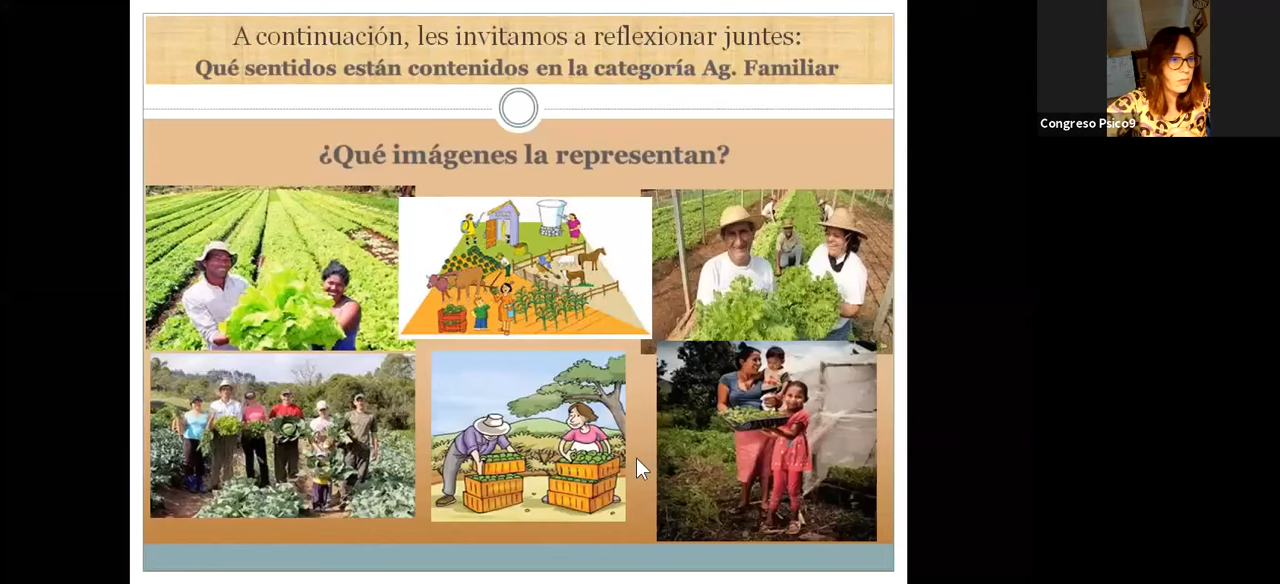 A continuación, les invitamos a reflexionar juntes:
Qué sentidos están contenidos en la categoría Ag. Familiar
¿Qué imágenes la representan?
Congreso Psico9